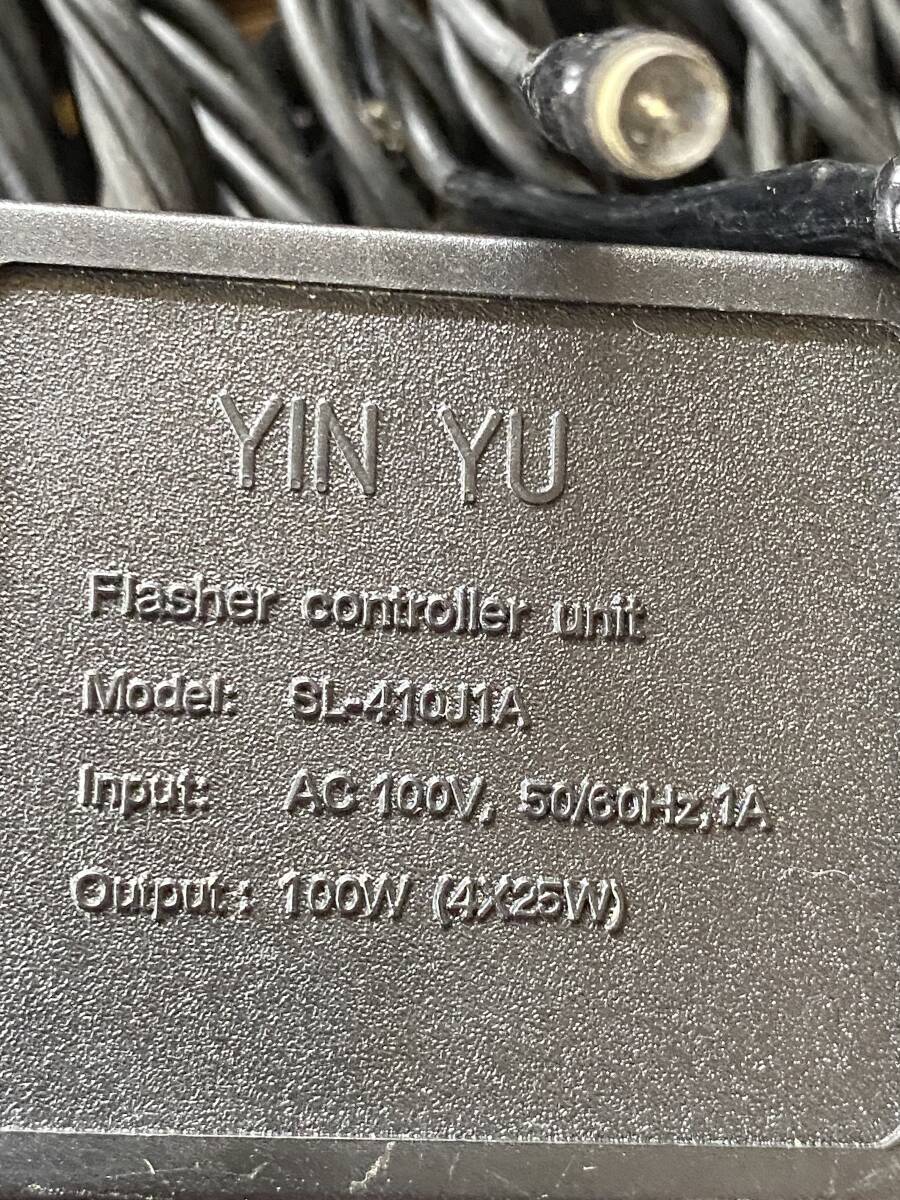 YIN YU
Flasher controller unit
Model: SL-410J1A
Input: AC 100V, 50/60Hz,1A
Output: 100W (4X25W)